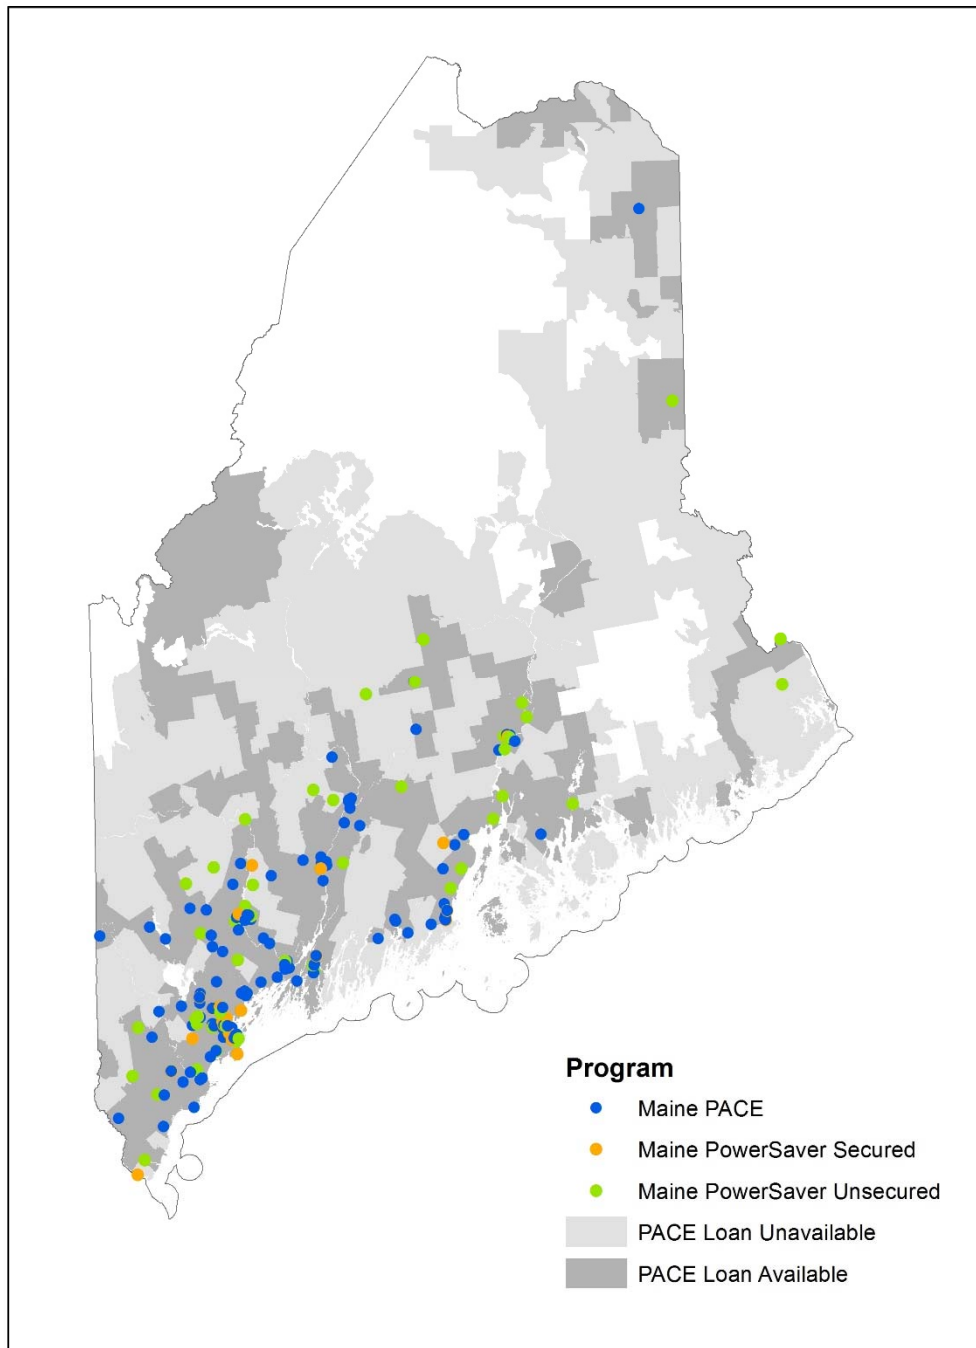 Program
Maine PACE
Maine PowerSaver Secured
Maine PowerSaver Unsecured
PACE Loan Unavailable
PACE Loan Available